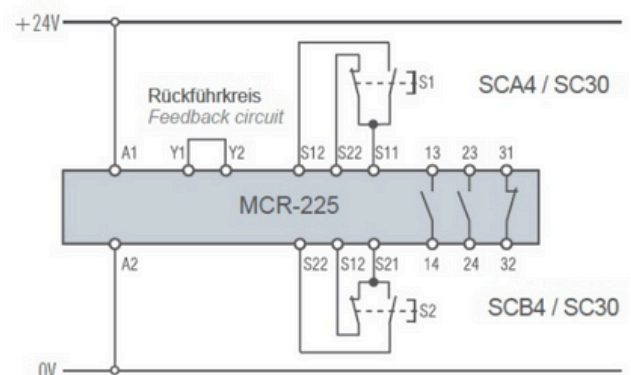 +24V
S1
SCA4 / SC30
Rückführkreis
Feedback circuit
A1
Y1
Y2
S12
S22
S11
13
23
31
MCR-225
A2
S22
S12
S21
14
24
32
S2
SCB4 / SC30
0V